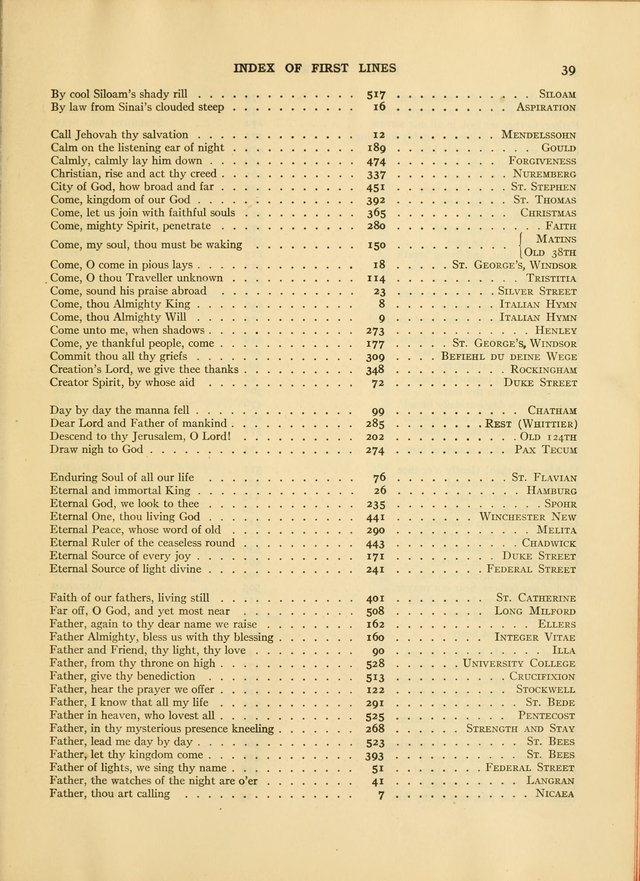 INDEX OF FIRST LINES 39
By cool Siloam's shady rill . . . . . . . . . . . . 517 . . . . . . . . . . . . SILOAM
By law from Sinai's clouded steep . . . . . . . . . . . 16 . . . . . . . . . . ASPIRATION
Call Jehovah thy salvation . . . . . . . . . . . . 12 . . . . . . . . . MENDELSSOHN
Calm on the listening ear of night . . . . . . . . . . . 189 . . . . . . . . . . . . GOULD
Calmly, calmly lay him down . . . . . . . . . . . 474 . . . . . . . . . FORGIVENESS
Christian, rise and act thy creed . . . . . . . . . . . 337 . . . . . . . . . . NUREMBERG
City of God, how broad and far . . . . . . . . . . . 451 . . . . . . . . . . ST. STEPHEN
Come, kingdom of our God . . . . . . . . . . . . 392 . . . . . . . . . . ST. THOMAS
Come, let us join with faithful souls . . . . . . . . . . 365 . . . . . . . . . . CHRISTMAS
Come, mighty Spirit, penetrate . . . . . . . . . . . 280 . . . . . . . . . . . . FAITH
Come, my soul, thou must be waking . . . . . . . . . 150 . . . . . . . . . . { MATINS
OLD 38TH
Come, O come in pious lays . . . . . . . . . . . . 18 . . . . . ST. GEORGE'S, WINDSOR
Come, O thou Traveller unknown . . . . . . . . . . 114 . . . . . . . . . . . . TRISTITIA
Come, sound his praise abroad . . . . . . . . . . . 23 . . . . . . . . . SILVER STREET
Come, thou Almighty King . . . . . . . . . . . . 8 . . . . . . . . . ITALIAN HYMN
Come, thou Almighty Will . . . . . . . . . . . . 9 . . . . . . . . . ITALIAN HYMN
Come unto me, when shadows . . . . . . . . . . . 273 . . . . . . . . . . . . HENLEY
Come, ye thankful people, come . . . . . . . . . . 177 . . . . . ST. GEORGE'S, WINDSOR
Commit thou all thy griefs . . . . . . . . . . . . 309 . . . . BEFIEHL DU DEINE WEGE
Creation's Lord, we give thee thanks . . . . . . . . . 348 . . . . . . . . . . ROCKINGHAM
Creator Spirit, by whose aid . . . . . . . . . . . 72 . . . . . . . . . DUKE STREET
Day by day the manna fell . . . . . . . . . . . . 99 . . . . . . . . . . . CHATHAM
Dear Lord and Father of mankind . . . . . . . . . . 285 . . . . . . . . REST (WHITTIER)
Descend to thy Jerusalem, O Lord! . . . . . . . . . 202 . . . . . . . . . . . OLD 124TH
Draw nigh to God . . . . . . . . . . . . . . . . 274 . . . . . . . . . . PAX TECUM
Enduring Soul of all our life . . . . . . . . . . . 76 . . . . . . . . . . ST. FLAVIAN
Eternal and immortal King . . . . . . . . . . . . 26 . . . . . . . . . . . HAMBURG
Eternal God, we look to thee . . . . . . . . . . . 235 . . . . . . . . . . . . SPOHR
Eternal One, thou living God . . . . . . . . . . . 441 . . . . . . . WINCHESTER NEW
Eternal Peace, whose word of old . . . . . . . . . . 290 . . . . . . . . . . . . MELITA
Eternal Ruler of the ceaseless round . . . . . . . . . 443 . . . . . . . . . . CHADWICK
Eternal Source of every joy . . . . . . . . . . . . 171 . . . . . . . . . DUKE STREET
Eternal Source of light divine . . . . . . . . . . . 241 . . . . . . . . FEDERAL STREET
Faith of our fathers, living still . . . . . . . . . . 401 . . . . . . . . . ST. CATHERINE
Far off, O God, and yet most near . . . . . . . . . 508 . . . . . . . . . LONG MILFORD
Father, again to thy dear name we raise . . . . . . . . 162 . . . . . . . . . . . . ELLERS
Father Almighty, bless us with thy blessing . . . . . . . 160 . . . . . . . . . INTEGER VITAE
Father and Friend, thy light, thy love . . . . . . . . . 90 . . . . . . . . . . . . . ILLA
Father, from thy throne on high . . . . . . . . . . 528 . . . . . . UNIVERSITY COLLEGE
Father, give thy benediction . . . . . . . . . . . 513 . . . . . . . . . . CRUCIFIXION
Father, hear the prayer we offer . . . . . . . . . . 122 . . . . . . . . . . STOCKWELL
Father, I know that all my life . . . . . . . . . . 291 . . . . . . . . . . . ST. BEDE
Father in heaven, who lovest all . . . . . . . . . . 525 . . . . . . . . . . PENTECOST
Father, in thy mysterious presence kneeling . . . . . . . 268 . . . . . . STRENGTH AND STAY
Father, lead me day by day . . . . . . . . . . . . 523 . . . . . . . . . . . ST. BEES
Father, let thy kingdom come . . . . . . . . . . . 393 . . . . . . . . . . . ST. BEES
Father of lights, we sing thy name . . . . . . . . . 51 . . . . . . . . FEDERAL STREET
Father, the watches of the night are o'er . . . . . . . . 41 . . . . . . . . . . . LANGRAN
Father, thou art calling . . . . . . . . . . . . . 7 . . . . . . . . . . . . NICAEA